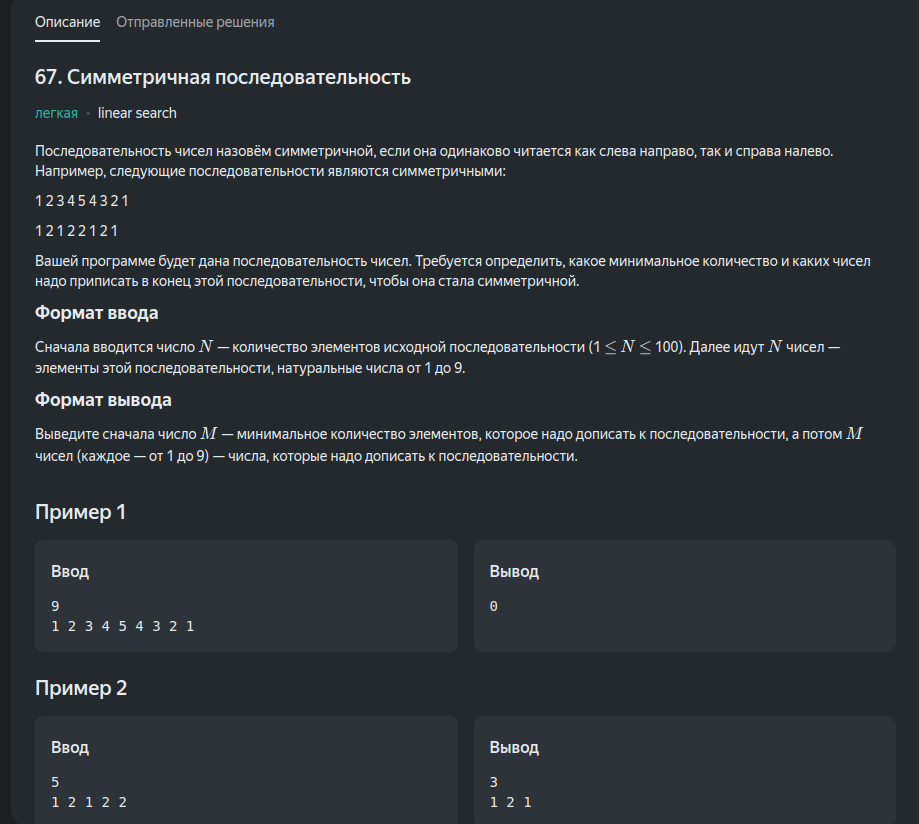 Описание Отправленные решения
67. Симметричная последовательность
легкая · linear search
Последовательность чисел назовём симметричной, если она одинаково читается как слева направо, так и справа налево.
Например, следующие последовательности являются симметричными:
1 2 3 4 5 4 3 2 1
1 2 1 2 2 1 2 1
Вашей программе будет дана последовательность чисел. Требуется определить, какое минимальное количество и каких чисел
надо приписать в конец этой последовательности, чтобы она стала симметричной.
Формат ввода
Сначала вводится число N — количество элементов исходной последовательности (1 ≤ N ≤ 100). Далее идут N чисел —
элементы этой последовательности, натуральные числа от 1 до 9.
Формат вывода
Выведите сначала число M — минимальное количество элементов, которое надо дописать к последовательности, а потом M
чисел (каждое — от 1 до 9) — числа, которые надо дописать к последовательности.
Пример 1
Ввод Вывод
9 0
1 2 3 4 5 4 3 2 1
Пример 2
Ввод Вывод
5 3
1 2 1 2 2 1 2 1